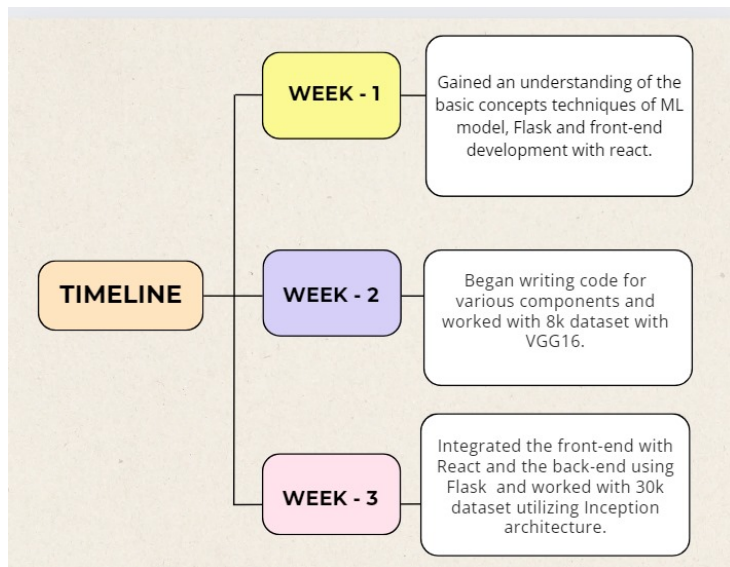 WEEK - 1
Gained an understanding of the
basic concepts techniques of ML
model, Flask and front-end
development with react.
TIMELINE
WEEK - 2
Began writing code for
various components and
worked with 8k dataset with
VGG16.
WEEK - 3
Integrated the front-end with
React and the back-end using
Flask and worked with 30k
dataset utilizing Inception
architecture.